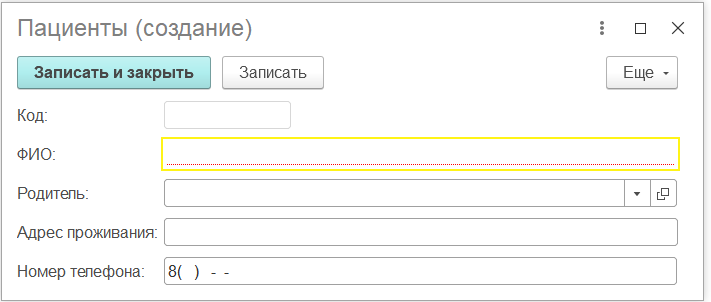 Пациенты (создание)
Записать и закрыть Записать Еще
Код:
ФИО:
Родитель:
Адрес проживания:
Номер телефона: 8(   )   -  -